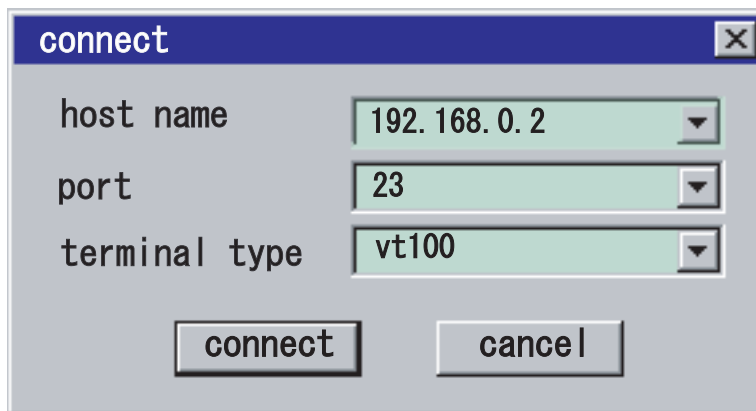 connect
host name 192.168.0.2
port 23
terminal type vt100
connect cancel